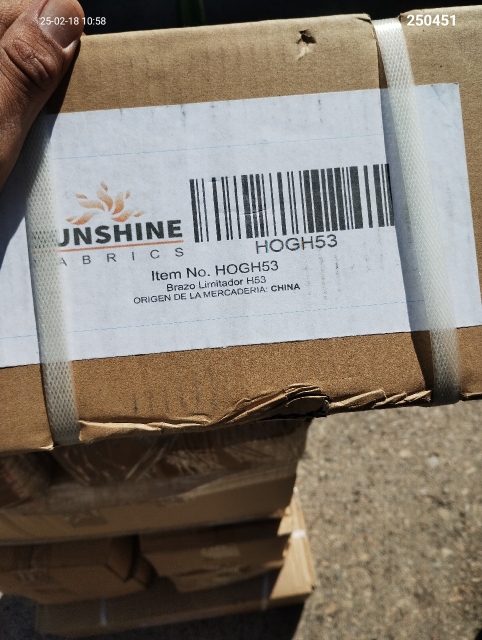 25-02-18 10:58
250451
UNSHINE
ABRICS
HOGH53
Item No. HOGH53
Brazo Limitador H53
ORIGEN DE LA MERCADERIA: CHINA